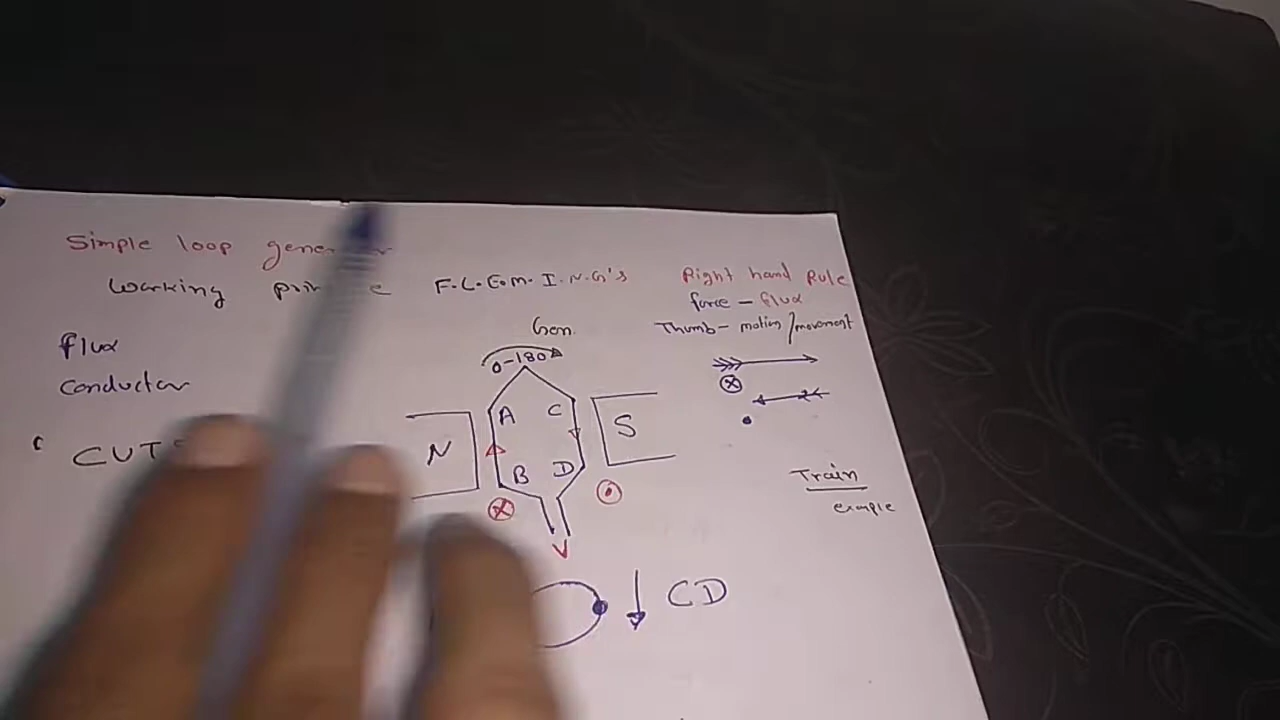 Simple loop
working
F.L.E.M.I.N.G's
Right hand Rule
force - flux
Thumb - motion/movement
flux
conductor
Gen.
0-180
A
C
N
S
B
D
V
CD
Train
example